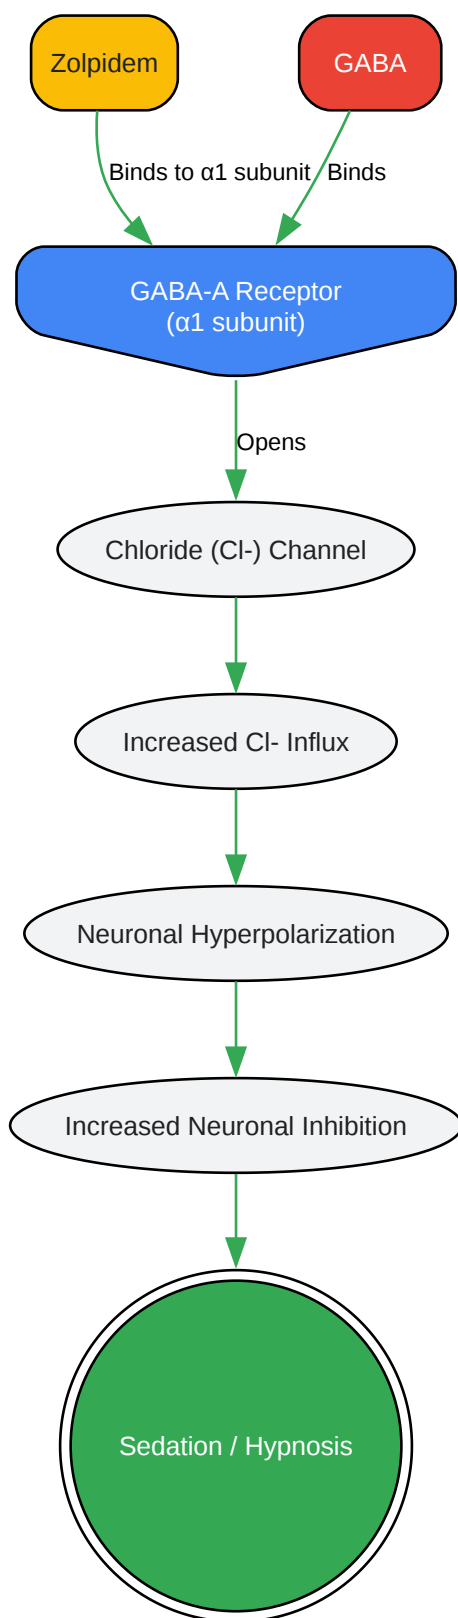 Zolpidem
GABA
Binds to α1 subunit
Binds
GABA-A Receptor
(α1 subunit)
Opens
Chloride (Cl-) Channel
Increased Cl- Influx
Neuronal Hyperpolarization
Increased Neuronal Inhibition
Sedation / Hypnosis